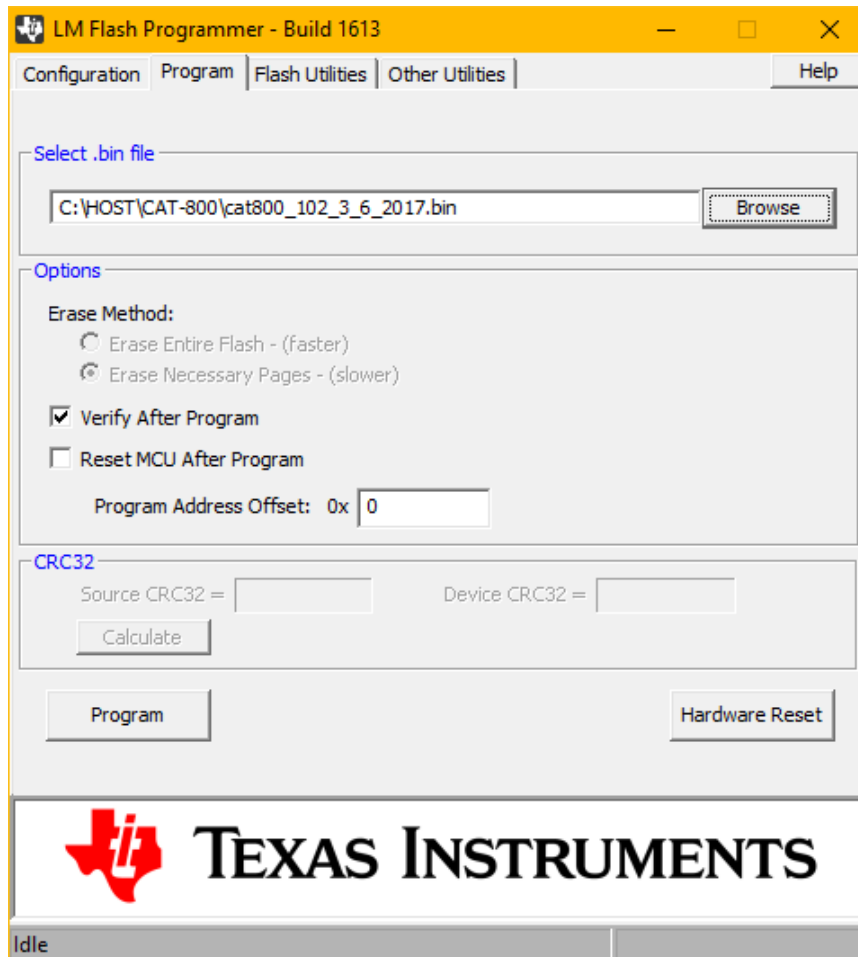 LM Flash Programmer - Build 1613
Configuration Program Flash Utilities Other Utilities Help
Select .bin file
C:\HOST\CAT-800\cat800_102_3_6_2017.bin Browse
Options
Erase Method:
Erase Entire Flash - (faster)
Erase Necessary Pages - (slower)
Verify After Program
Reset MCU After Program
Program Address Offset: 0x 0
CRC32
Source CRC32 = Device CRC32 =
Calculate
Program Hardware Reset
TEXAS INSTRUMENTS
Idle